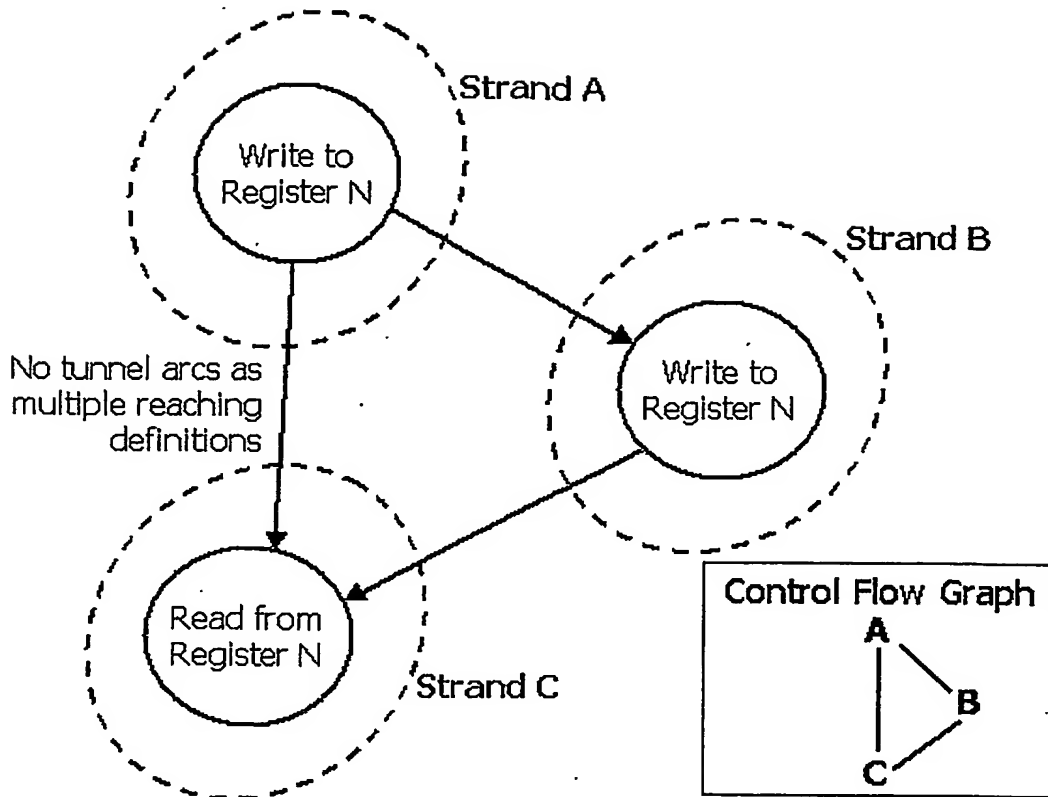 Strand A
Write to
Register N
Strand B
No tunnel arcs as
multiple reaching
definitions
Write to
Register N
Read from
Register N
Strand C
Control Flow Graph
A
B
C